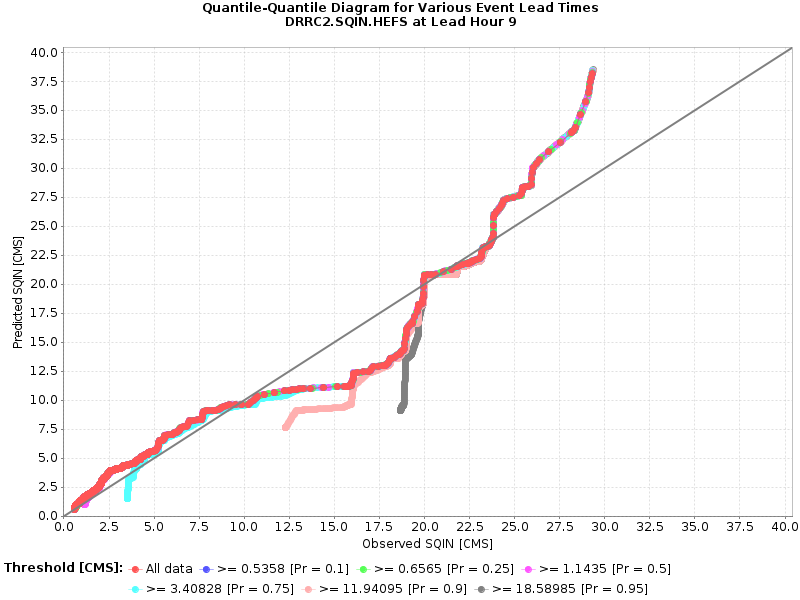 Quantile-Quantile Diagram for Various Event Lead Times
DRRC2.SQIN.HEFS at Lead Hour 9
Predicted SQIN [CMS]
40.0
37.5
35.0
32.5
30.0
27.5
25.0
22.5
20.0
17.5
15.0
12.5
10.0
7.5
5.0
2.5
0.0
0.0 2.5 5.0 7.5 10.0 12.5 15.0 17.5 20.0 22.5 25.0 27.5 30.0 32.5 35.0 37.5 40.0
Observed SQIN [CMS]
Threshold [CMS]: All data >= 0.5358 [Pr = 0.1] >= 0.6565 [Pr = 0.25] >= 1.1435 [Pr = 0.5]
>= 3.40828 [Pr = 0.75] >= 11.94095 [Pr = 0.9] >= 18.58985 [Pr = 0.95]